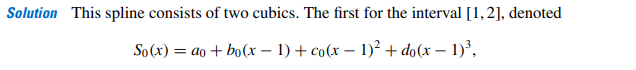 Solution This spline consists of two cubics. The first for the interval [1, 2], denoted
S₀(x) = a₀ + b₀(x − 1) + c₀(x − 1)² + d₀(x − 1)³,